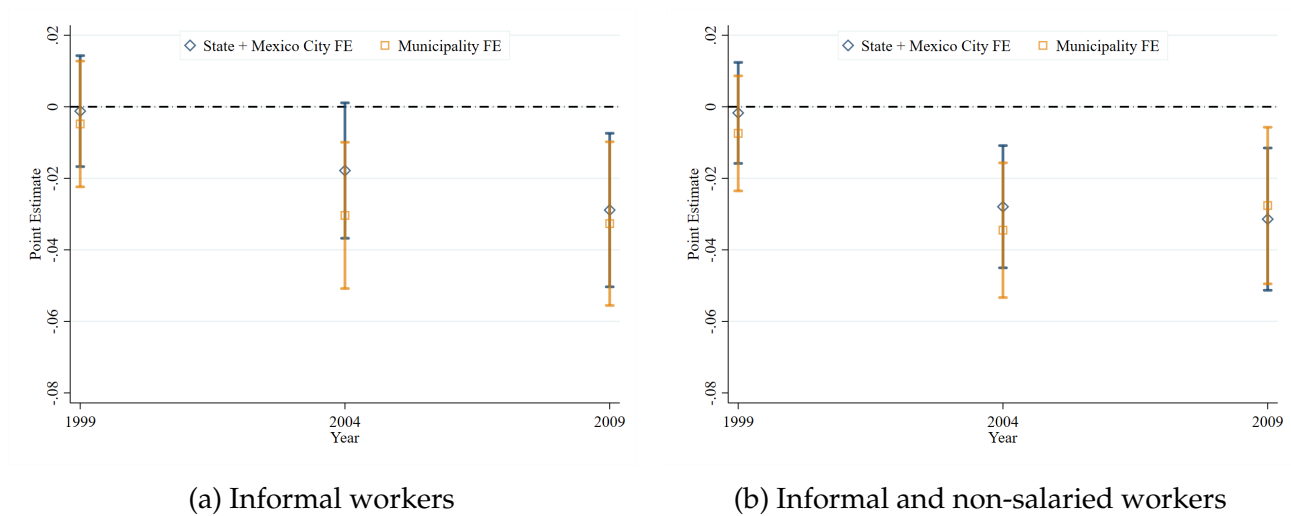 State + Mexico City FE
Municipality FE
.02
0
-.02
-.04
-.06
-.08
Point Estimate
1999
2004
2009
Year
(a) Informal workers
State + Mexico City FE
Municipality FE
.02
0
-.02
-.04
-.06
-.08
Point Estimate
1999
2004
2009
Year
(b) Informal and non-salaried workers